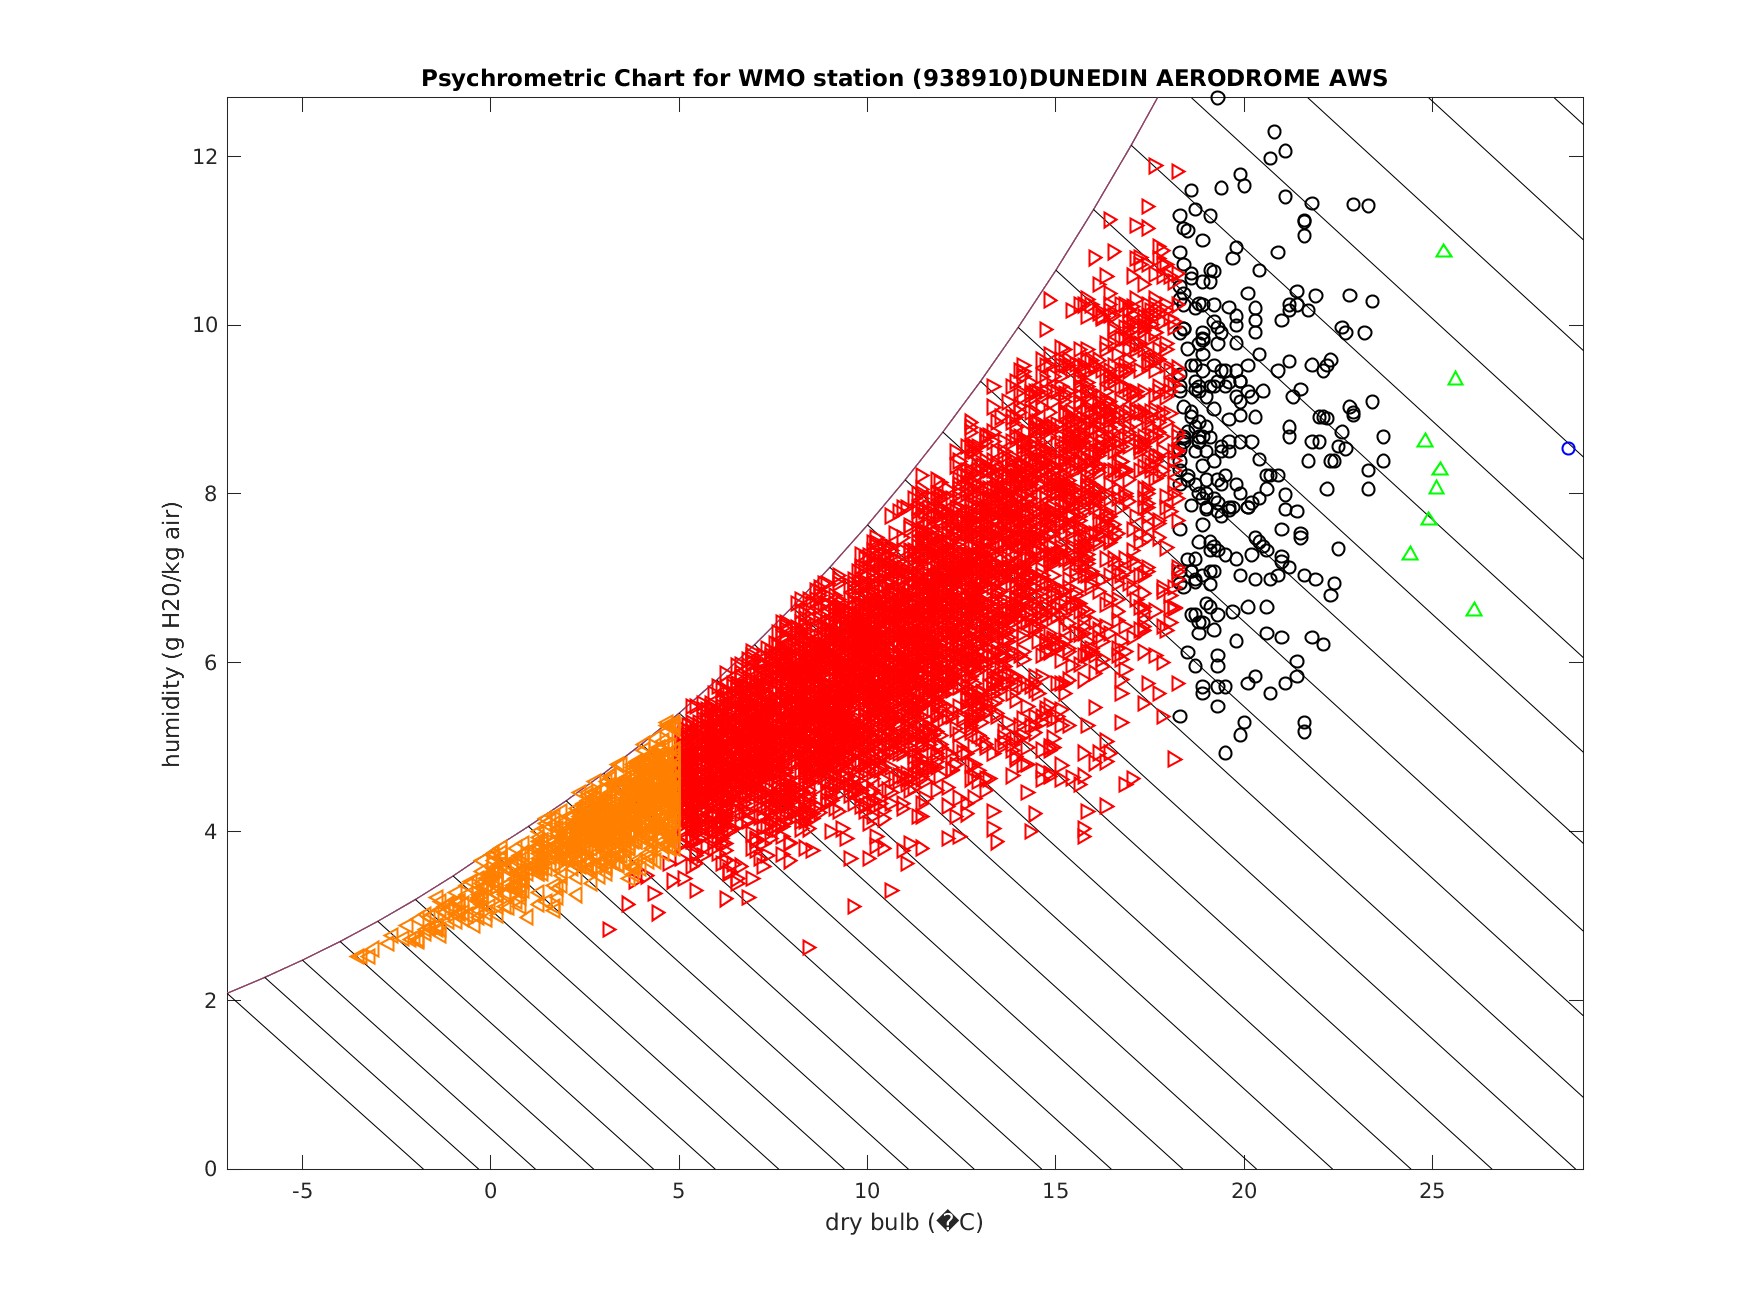 Psychrometric Chart for WMO station (938910)DUNEDIN AERODROME AWS
12
10
8
6
4
2
0
humidity (g H20/kg air)
-5 0 5 10 15 20 25
dry bulb (�C)